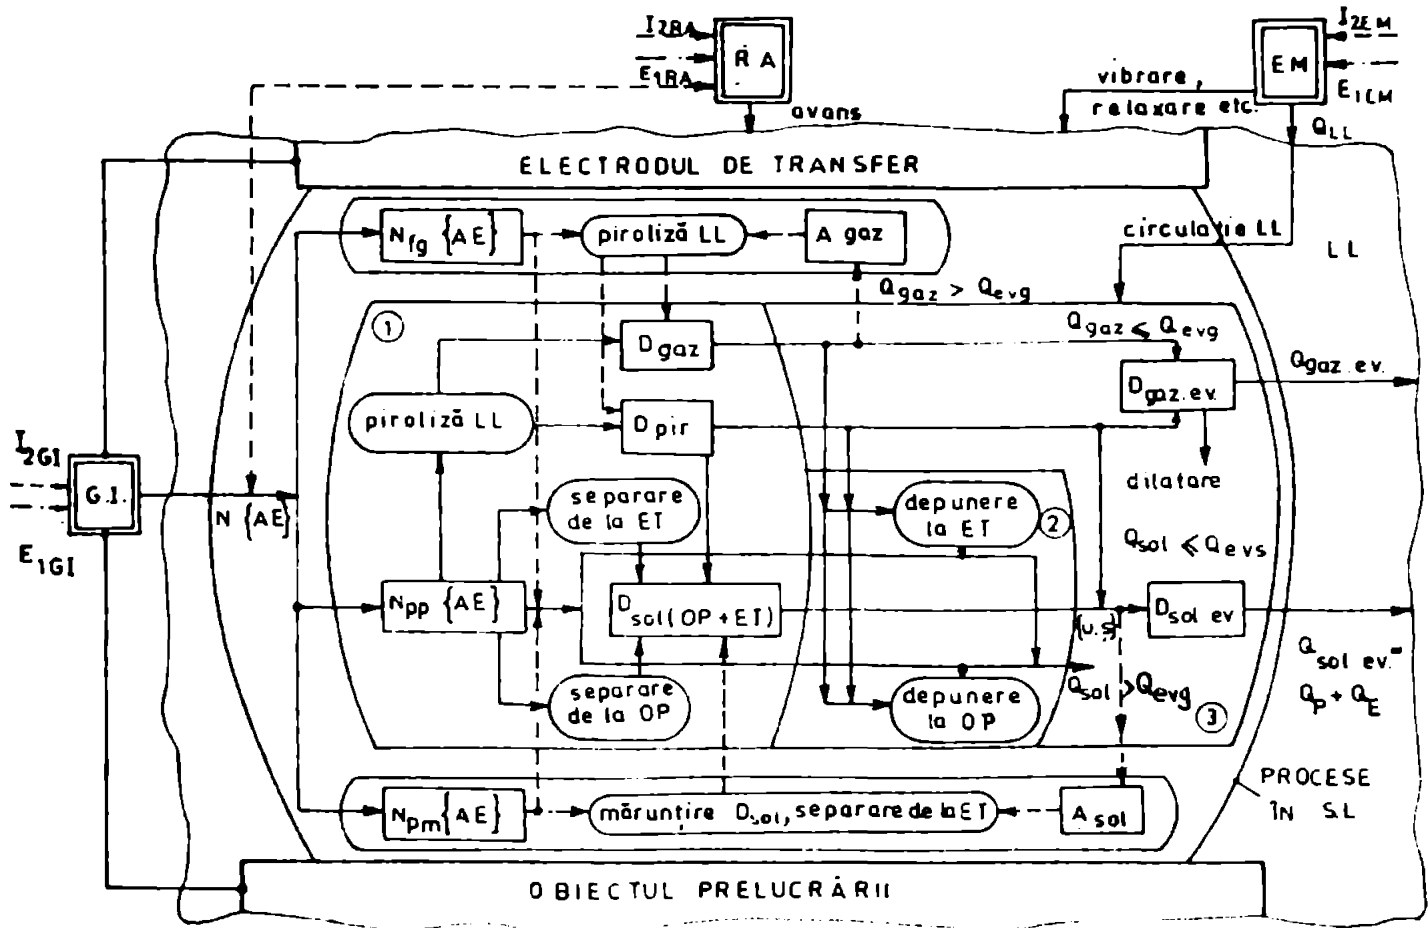 I2RA
E1RA
RA
avans
I2EM
E1EM
EM
vibrare,
relaxare etc.
QLL
ELECTRODUL DE TRANSFER
Nfg {AE}
piroliză LL
A gaz
circulație LL
LL
Qgaz > Qevg
1
Dgaz
Qgaz ≤ Qevg
Dgaz.ev.
Qgaz.ev.
piroliză LL
Dpir
dilatare
I2GI
G.I.
E1GI
N {AE}
separare
de la ET
depunere
la ET
2
Qsol ≤ Qevs
Npp {AE}
Dsol(OP+ET)
{u.s}
Dsol ev
Qsol ev.=
QP + QE
separare
de la OP
depunere
la OP
Qsol > Qevg
3
Npm {AE}
măruntire Dsol, separare de la ET
A sol
PROCESE
ÎN S.L
OBIECTUL PRELUCRĂRII